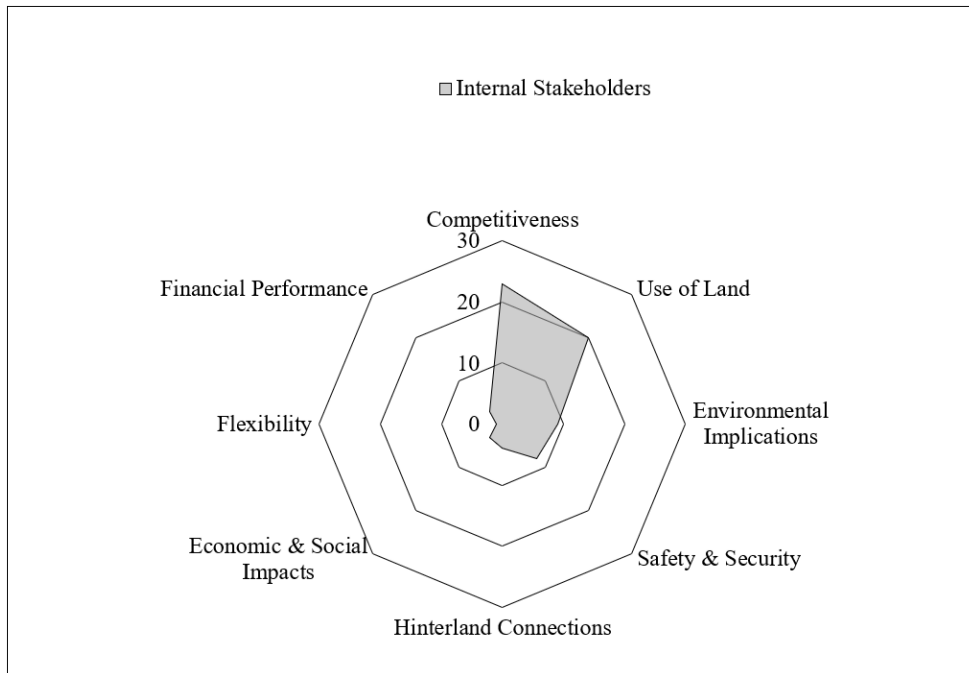 Internal Stakeholders
Competitiveness
30
Financial Performance
Use of Land
20
10
Flexibility
0
Environmental
Implications
Economic & Social
Impacts
Safety & Security
Hinterland Connections